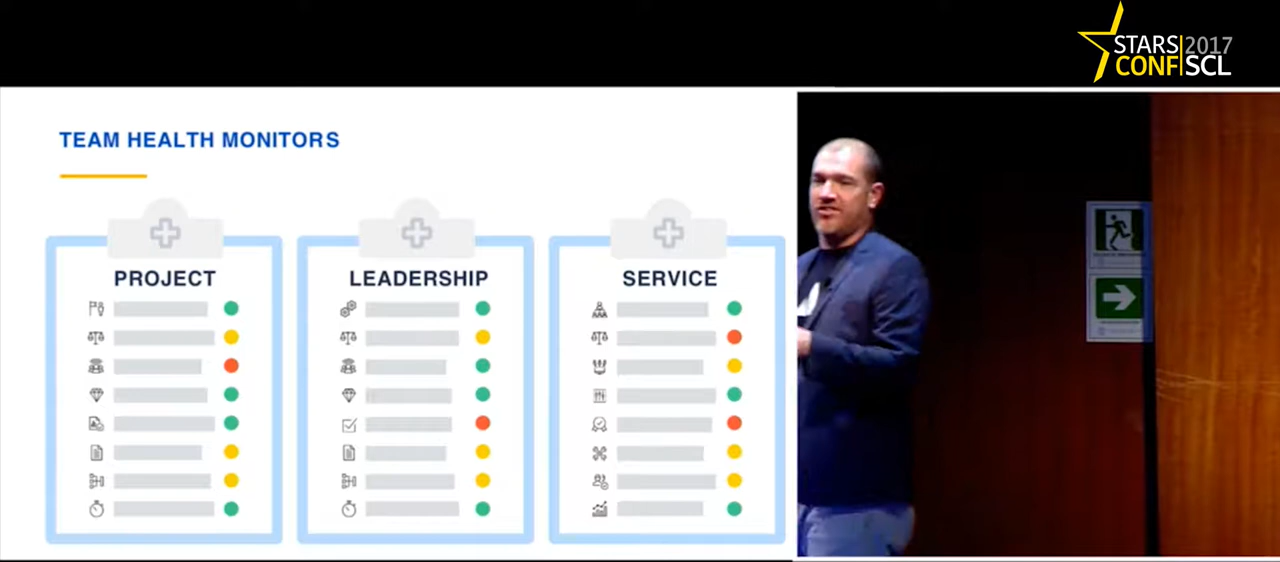 STARS 2017
CONF SCL
TEAM HEALTH MONITORS
PROJECT
LEADERSHIP
SERVICE